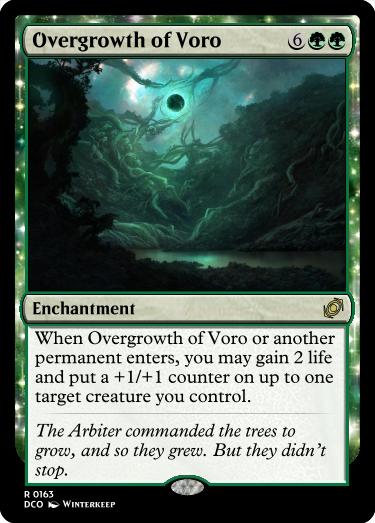 Overgrowth of Voro 6
Enchantment
When Overgrowth of Voro or another
permanent enters, you may gain 2 life
and put a +1/+1 counter on up to one
target creature you control.
The Arbiter commanded the trees to
grow, and so they grew. But they didn't
stop.
R 0163
DCO Winterkeep